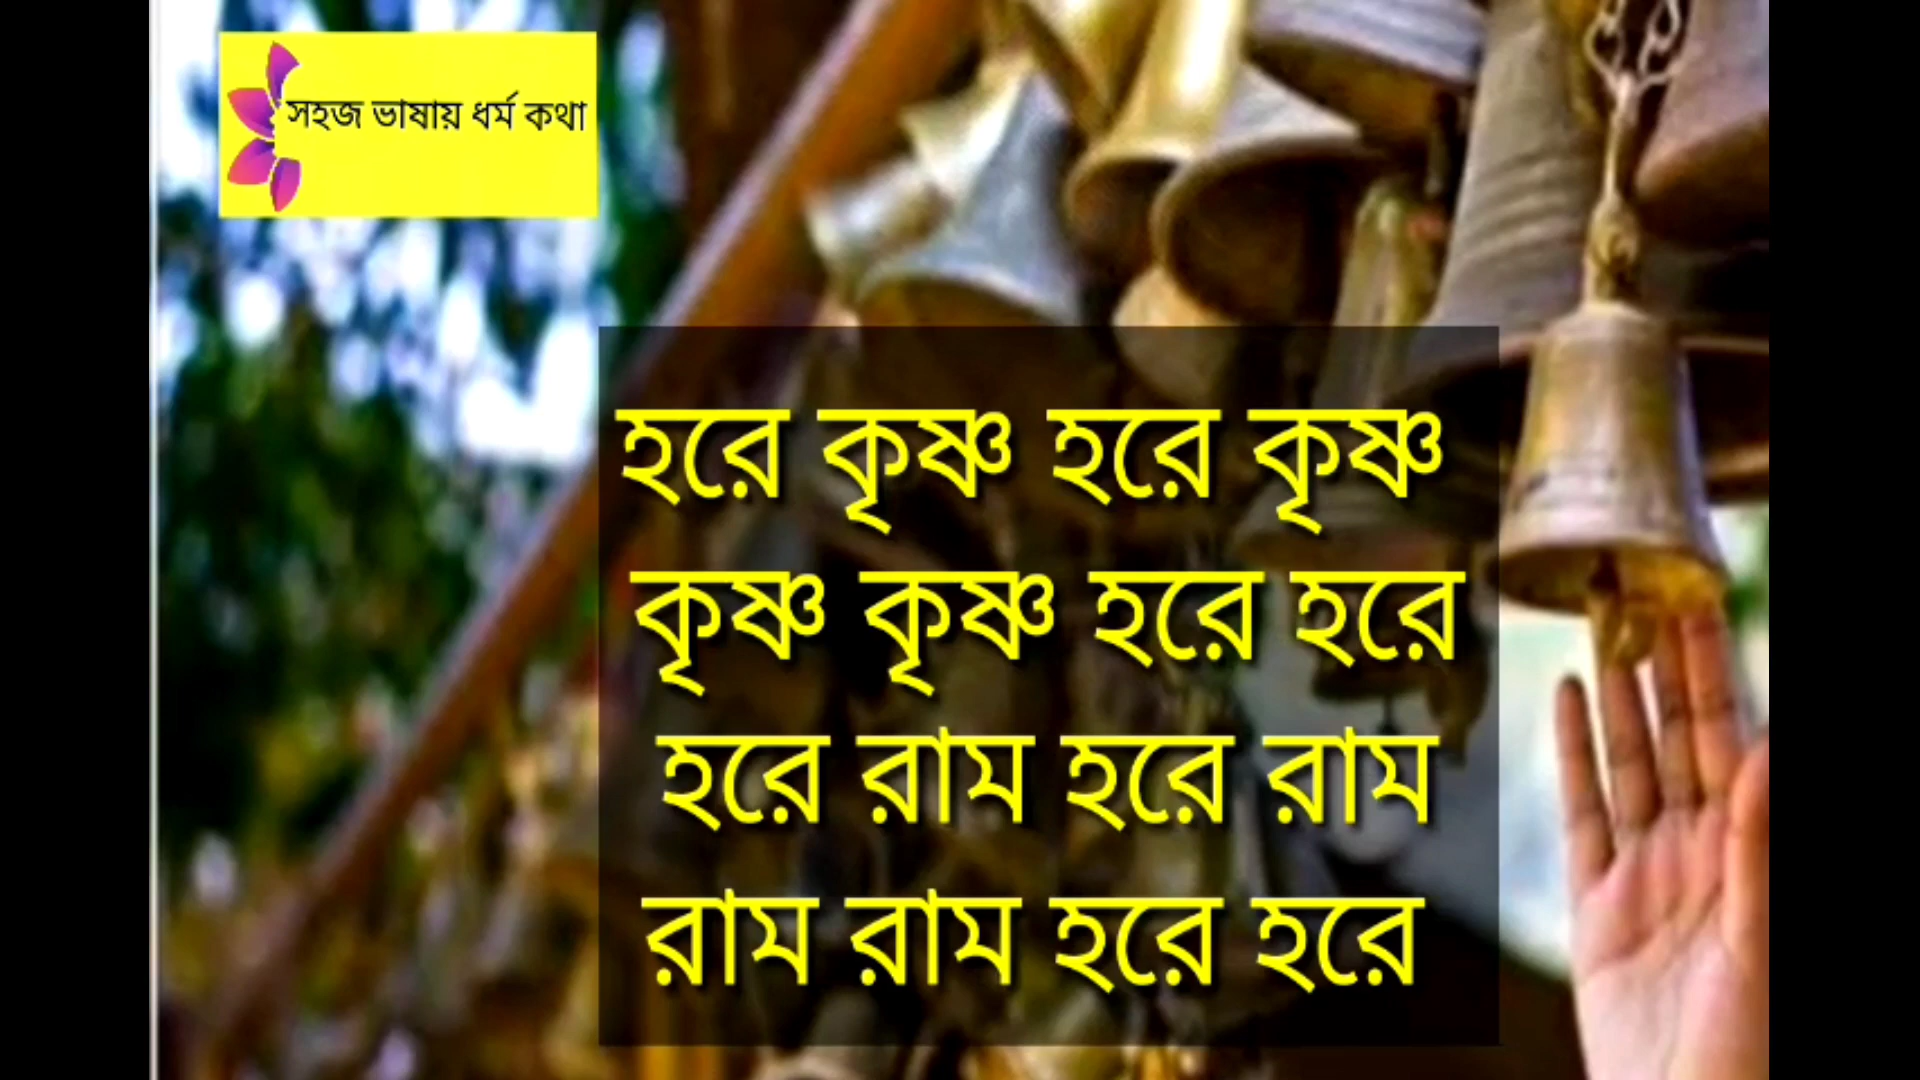 সহজ ভাষায় ধর্ম কথা
হরে কৃষ্ণ হরে কৃষ্ণ
কৃষ্ণ কৃষ্ণ হরে হরে
হরে রাম হরে রাম
রাম রাম হরে হরে